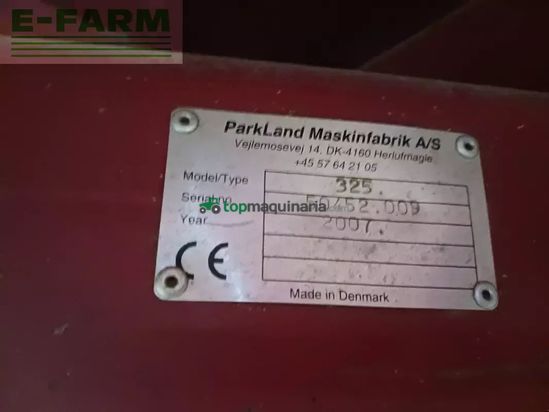 E-FARM
ParkLand Maskinfabrik A/S
Vejlemosevej 14, DK-4160 Herlufmagle
+45 57 64 21 05
Model/Type 325.
Serialno.
topmaquinaria
Year 2007.
CE
Made in Denmark